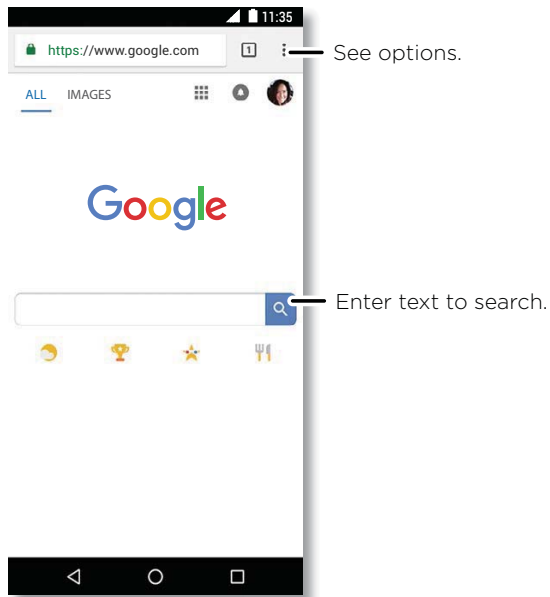 11:35
https://www.google.com 1
See options.
ALL IMAGES
Google
Enter text to search.